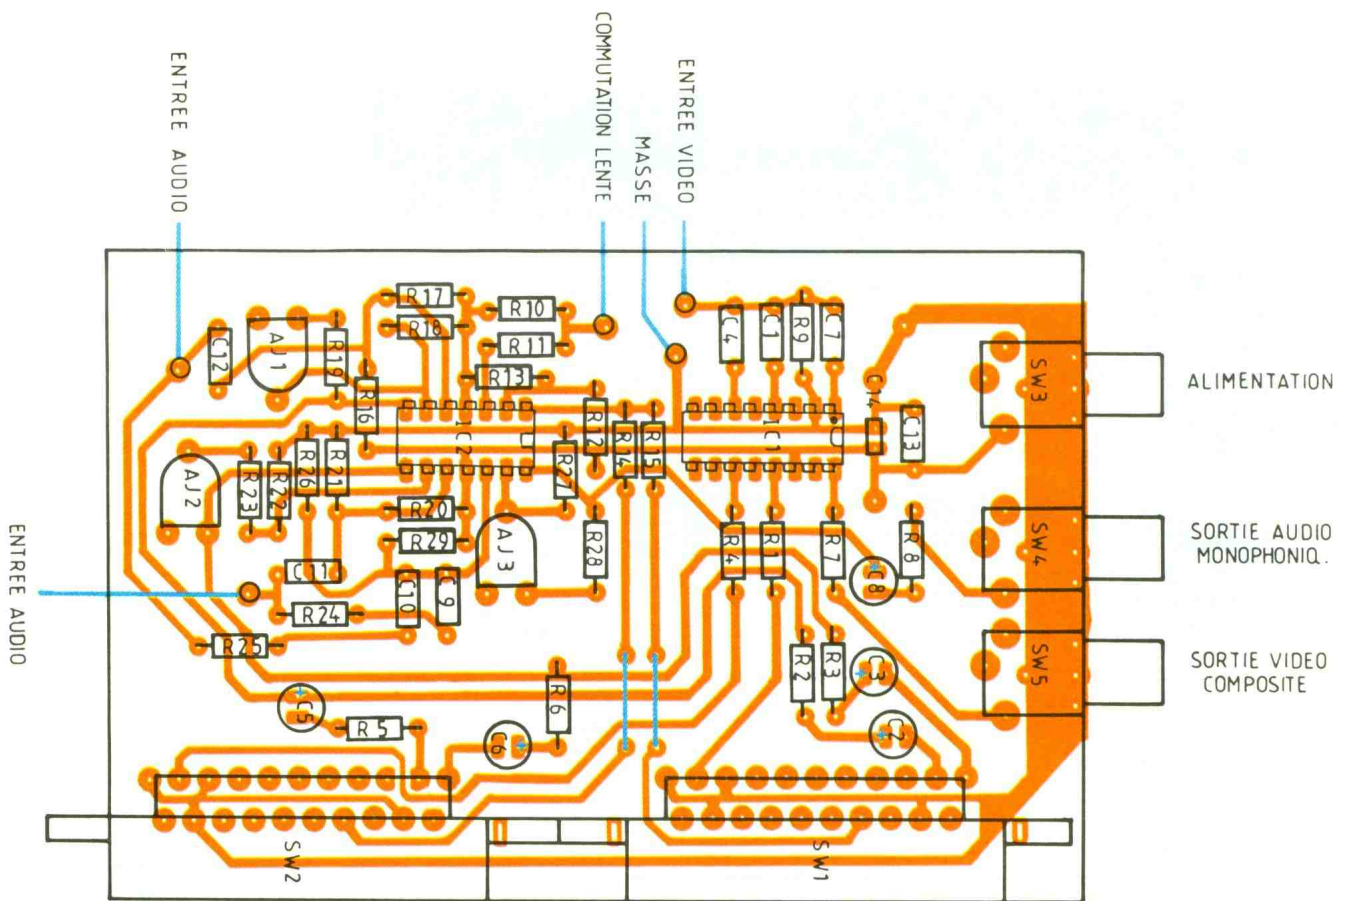 ENTREE AUDIO
COMMUTATION LENTE
ENTREE VIDEO
MASSE
ENTREE AUDIO
ALIMENTATION
SORTIE AUDIO
MONOPHONIQ.
SORTIE VIDEO
COMPOSITE
R17
R18
R10
R11
R13
C12
AJ1
R19
R16
IC2
R12
R14
R15
C4
C1
R9
C7
IC1
C14
C13
SW3
AJ2
R23
R22
R26
R21
R20
R29
R27
AJ3
R28
R4
R1
R7
C8
+
R8
SW4
C11
R24
C10
C9
R25
R6
R2
R3
C3
+
SW5
C5
+
R5
C6
+
C2
+
SW2
SW1